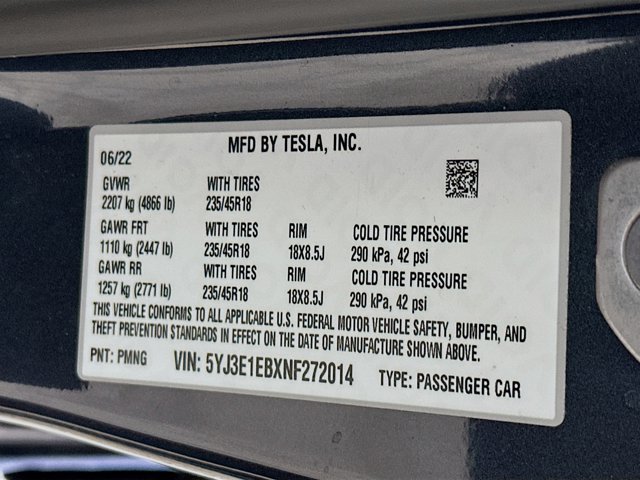 MFD BY TESLA, INC.
06/22
GVWR WITH TIRES
2207 kg (4866 lb) 235/45R18
GAWR FRT WITH TIRES RIM COLD TIRE PRESSURE
1110 kg (2447 lb) 235/45R18 18X8.5J 290 kPa, 42 psi
GAWR RR WITH TIRES RIM COLD TIRE PRESSURE
1257 kg (2771 lb) 235/45R18 18X8.5J 290 kPa, 42 psi
THIS VEHICLE CONFORMS TO ALL APPLICABLE U.S. FEDERAL MOTOR VEHICLE SAFETY, BUMPER, AND
THEFT PREVENTION STANDARDS IN EFFECT ON THE DATE OF MANUFACTURE SHOWN ABOVE.
PNT: PMNG VIN: 5YJ3E1EBXNF272014 TYPE: PASSENGER CAR